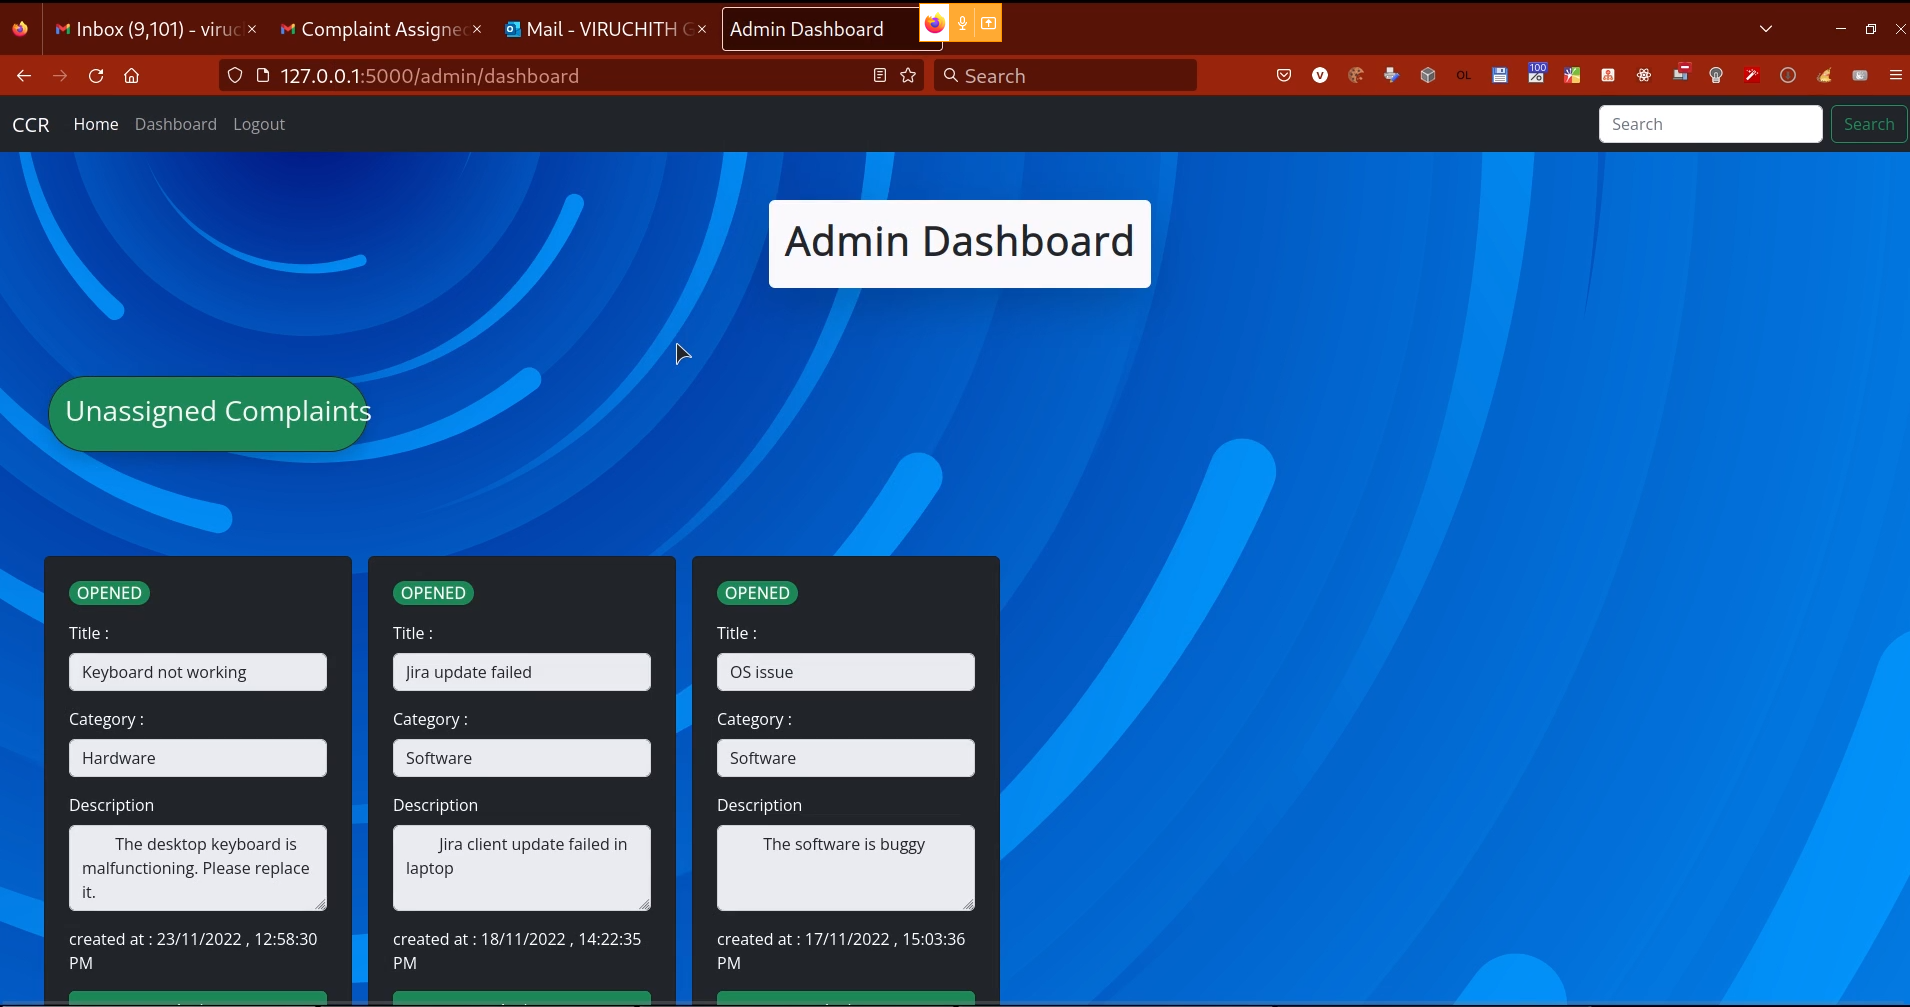 Inbox (9,101) - viruc
Complaint Assigned
Mail - VIRUCHITH G
Admin Dashboard
127.0.0.1:5000/admin/dashboard
Search
OL
100
CCR
Home
Dashboard
Logout
Search
Search
Admin Dashboard
Unassigned Complaints
OPENED
Title :
Keyboard not working
Category :
Hardware
Description
The desktop keyboard is
malfunctioning. Please replace
it.
created at : 23/11/2022 , 12:58:30
PM
OPENED
Title :
Jira update failed
Category :
Software
Description
Jira client update failed in
laptop
created at : 18/11/2022 , 14:22:35
PM
OPENED
Title :
OS issue
Category :
Software
Description
The software is buggy
created at : 17/11/2022 , 15:03:36
PM